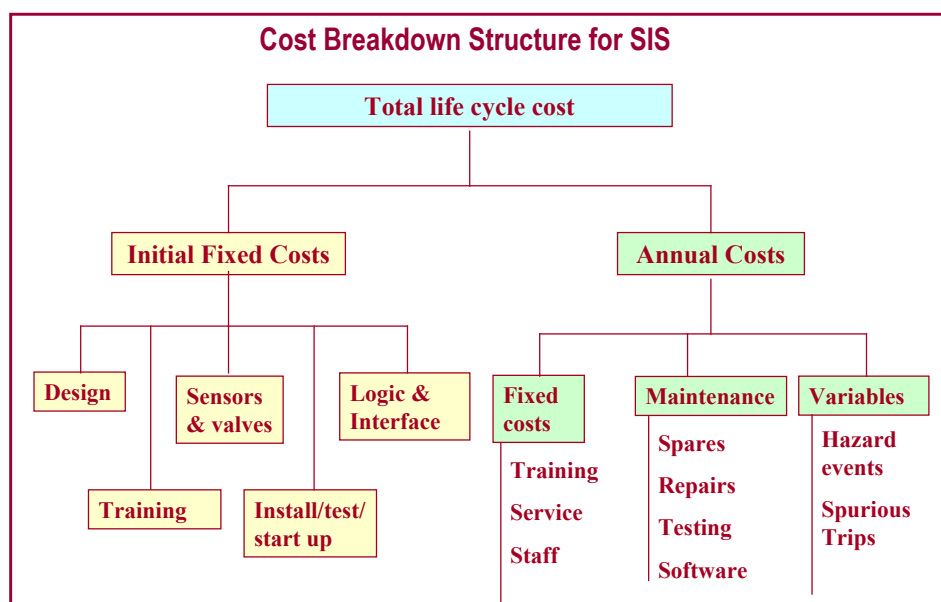 Cost Breakdown Structure for SIS
Total life cycle cost
Initial Fixed Costs
Annual Costs
Design
Sensors
& valves
Logic &
Interface
Training
Install/test/
start up
Fixed
costs
Training
Service
Staff
Maintenance
Spares
Repairs
Testing
Software
Variables
Hazard
events
Spurious
Trips